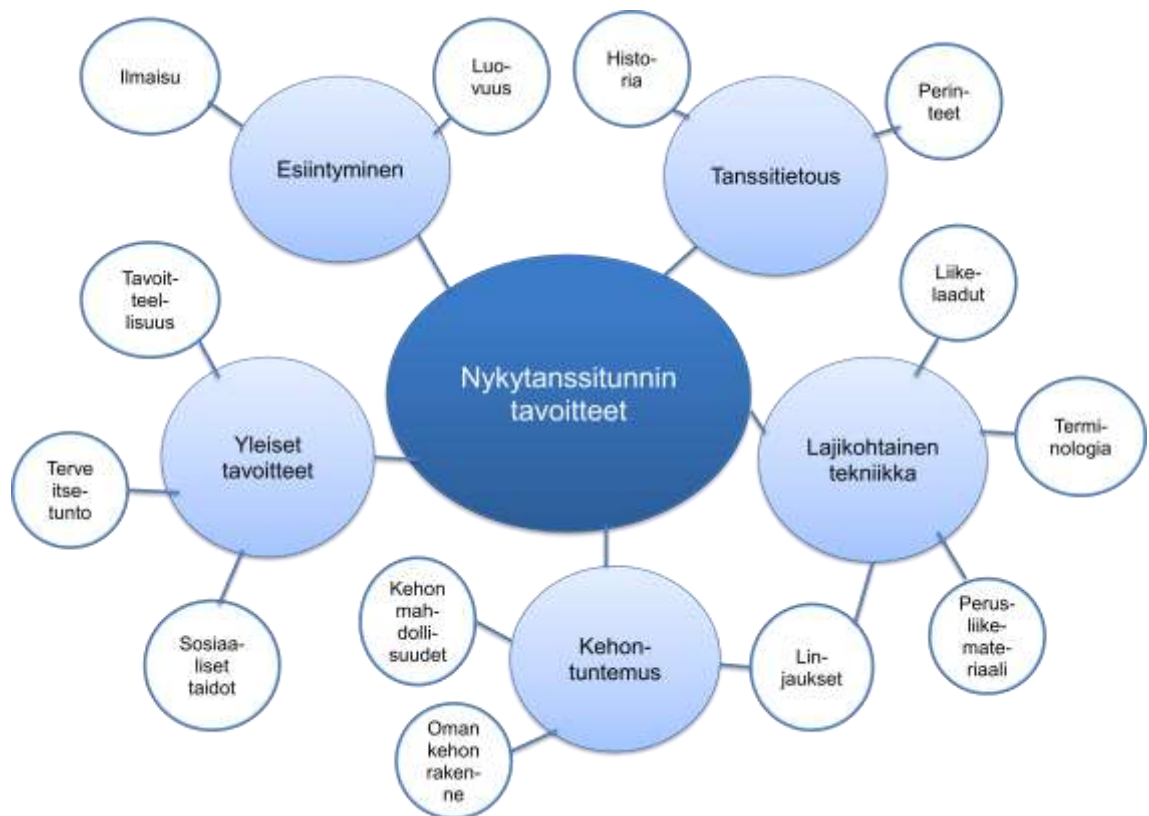 Ilmaisu
Luo-
vuus
Esiintyminen
Histo-
ria
Perin-
teet
Tanssitietous
Nykytanssitunnin
tavoitteet
Tavoit-
teel-
lisuus
Yleiset
tavoitteet
Terve
itse-
tunto
Sosiaa-
liset
taidot
Liike-
laadut
Lajikohtainen
tekniikka
Termi-
nologia
Perus-
liike-
mate-
riaali
Lin-
jaukset
Kehon-
tuntemus
Kehon
mah-
dolli-
suudet
Oman
kehon
raken-
ne